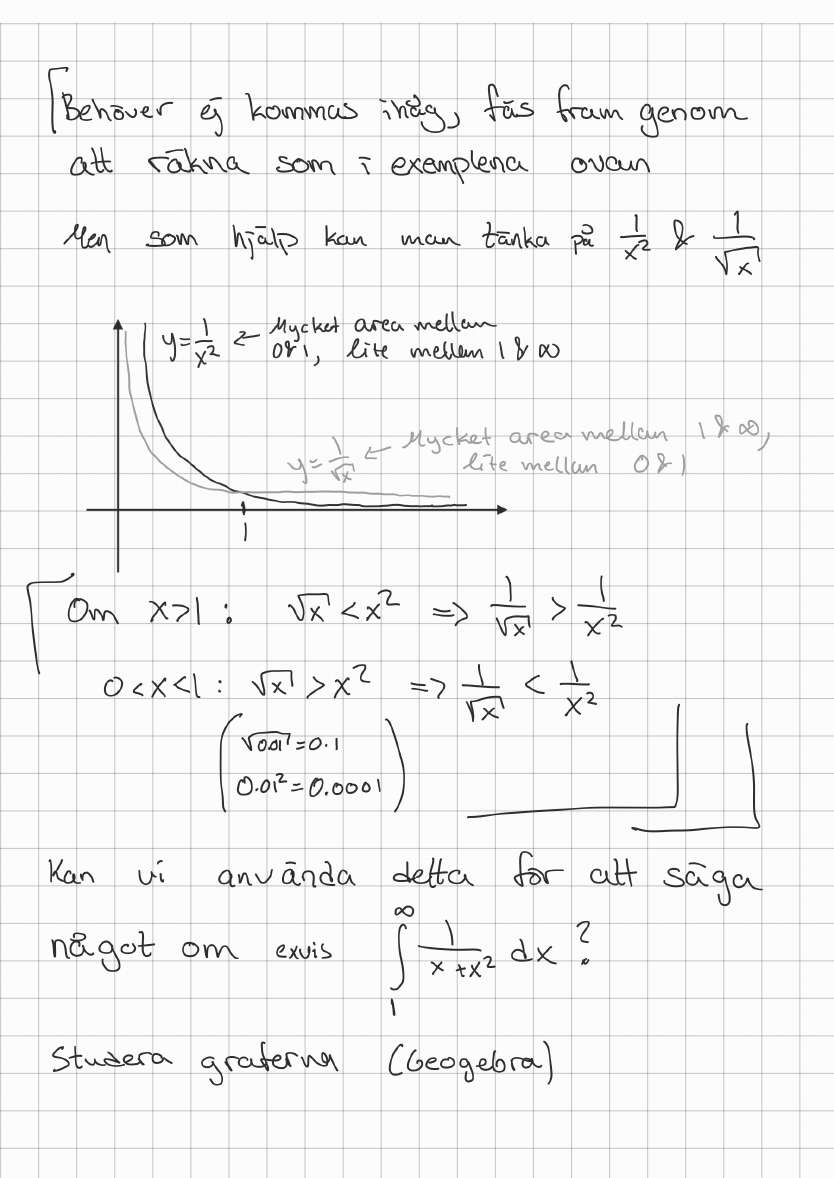 Behöver ej kommas ihåg, fås fram genom
att räkna som i exemplena ovan
Men som hjälp kan man tänka på 1/x² & 1/√x
y=1/x² ← Mycket area mellan
0&1, lite mellan 1 & ∞
y=1/√x ← Mycket area mellan 1 & ∞,
lite mellan 0&1
1
Om x>1: √x < x² => 1/√x > 1/x²
0<x<1: √x > x² => 1/√x < 1/x²
(√0.01 = 0.1
0.01² = 0.0001)
Kan vi använda detta för att säga
något om exvis ∫₁^∞ 1/(x+x²) dx ?
Studera graferna (Geogebra)